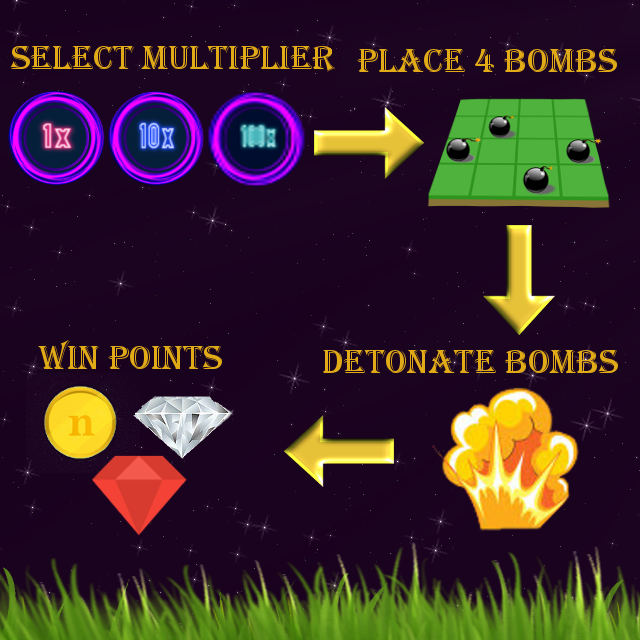 SELECT MULTIPLIER
PLACE 4 BOMBS
1x
10x
100x
DETONATE BOMBS
WIN POINTS
n